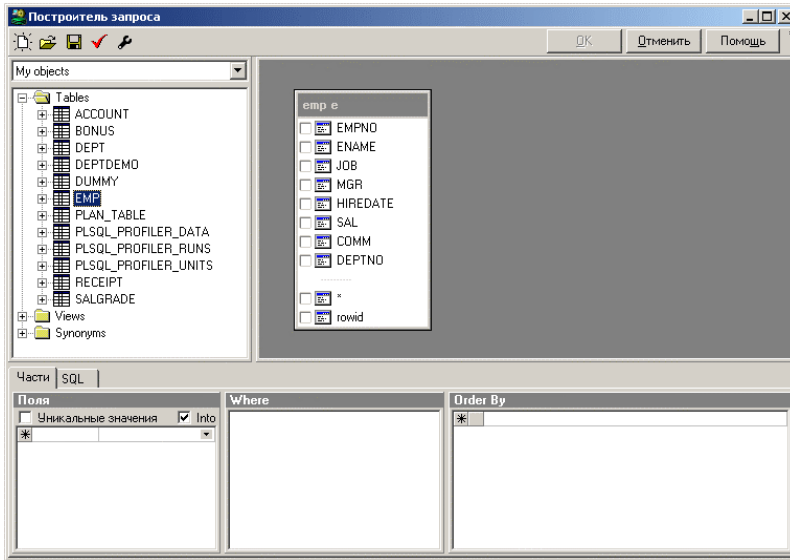 Построитель запроса
OK Отменить Помощь
My objects
Tables
ACCOUNT
BONUS
DEPT
DEPTDEMO
DUMMY
EMP
PLAN_TABLE
PLSQL_PROFILER_DATA
PLSQL_PROFILER_RUNS
PLSQL_PROFILER_UNITS
RECEIPT
SALGRADE
Views
Synonyms
emp e
EMPNO
ENAME
JOB
MGR
HIREDATE
SAL
COMM
DEPTNO
*
rowid
Части SQL
Поля
Уникальные значения Into
Where
Order By